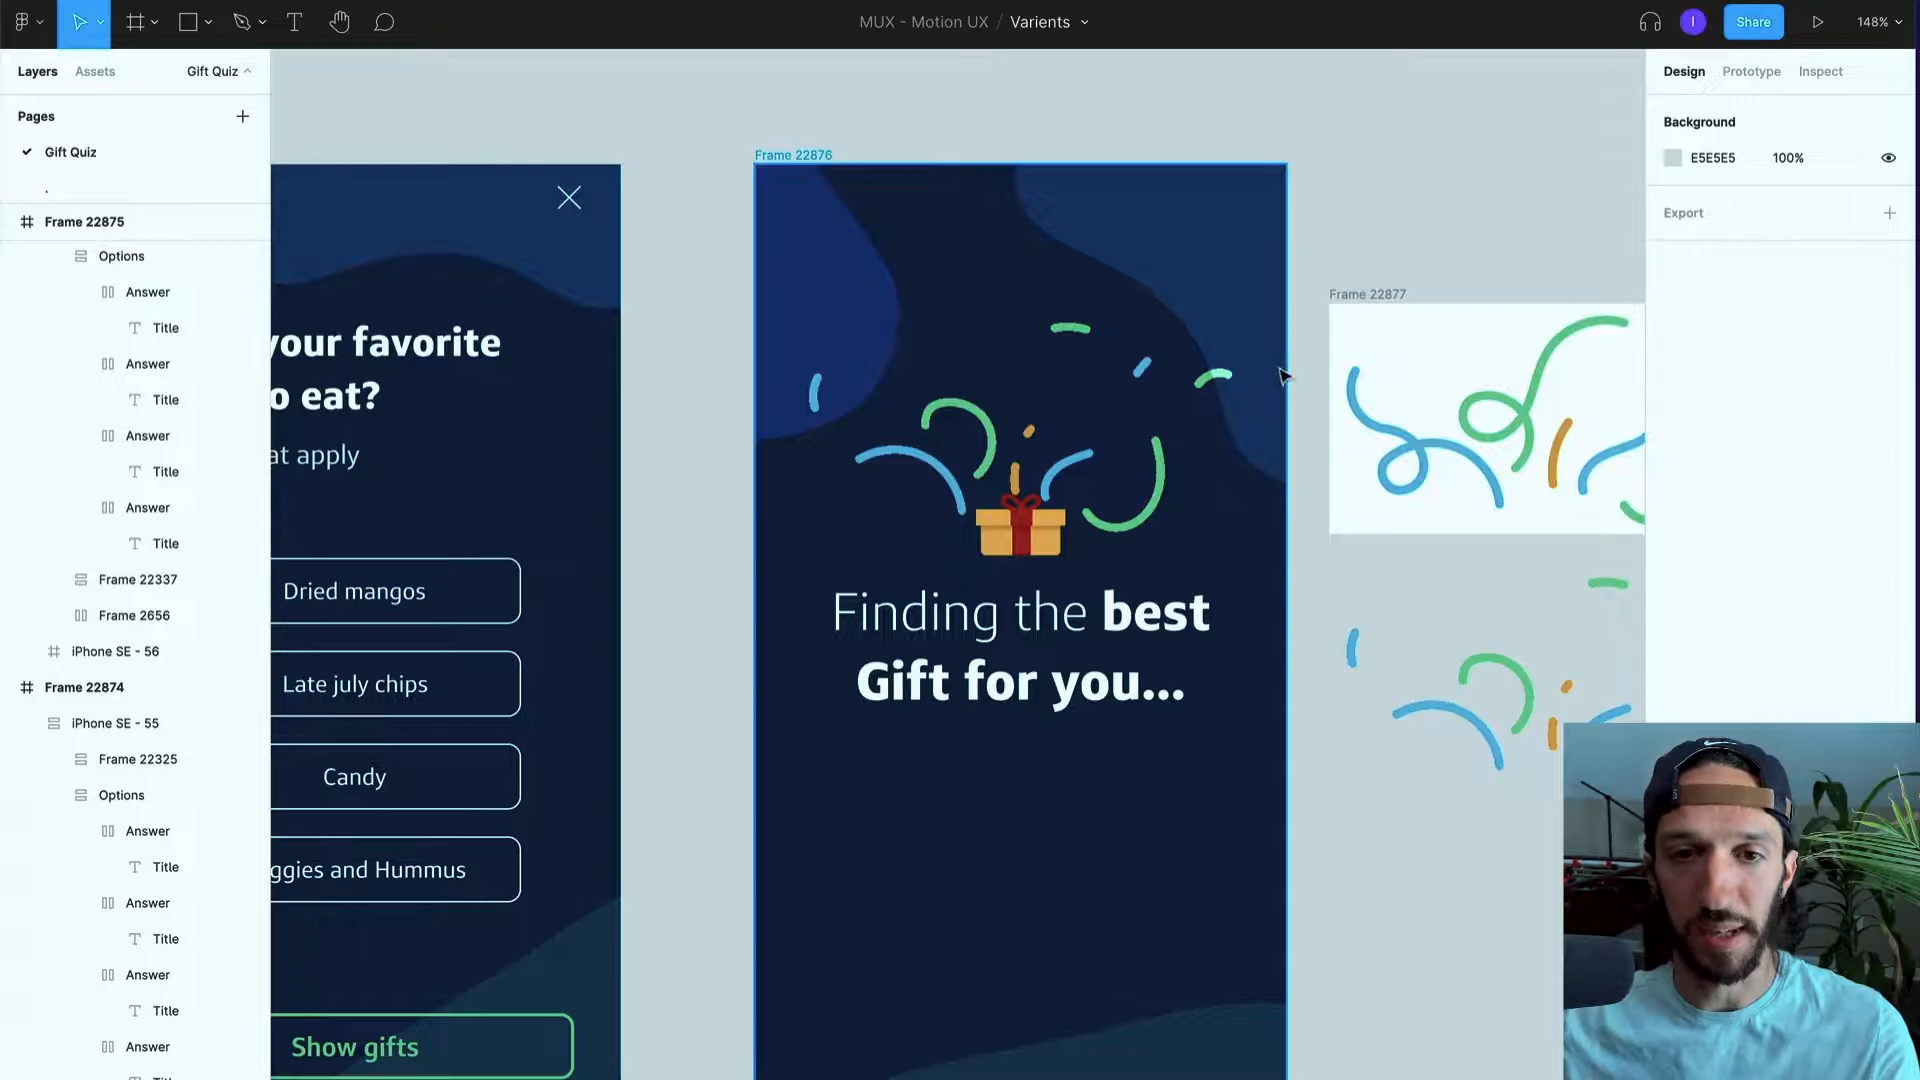 MUX - Motion UX / Varients
Share
148%
Layers
Assets
Gift Quiz
Pages
Gift Quiz
.
Frame 22875
Options
Answer
Title
Answer
Title
Answer
Title
Answer
Title
Frame 22337
Frame 2656
iPhone SE - 56
Frame 22874
iPhone SE - 55
Frame 22325
Options
Answer
Title
Answer
Title
Answer
Title
Answer
your favorite
o eat?
at apply
Dried mangos
Late july chips
Candy
ggies and Hummus
Show gifts
Frame 22876
Finding the best
Gift for you...
Frame 22877
Design
Prototype
Inspect
Background
E5E5E5
100%
Export